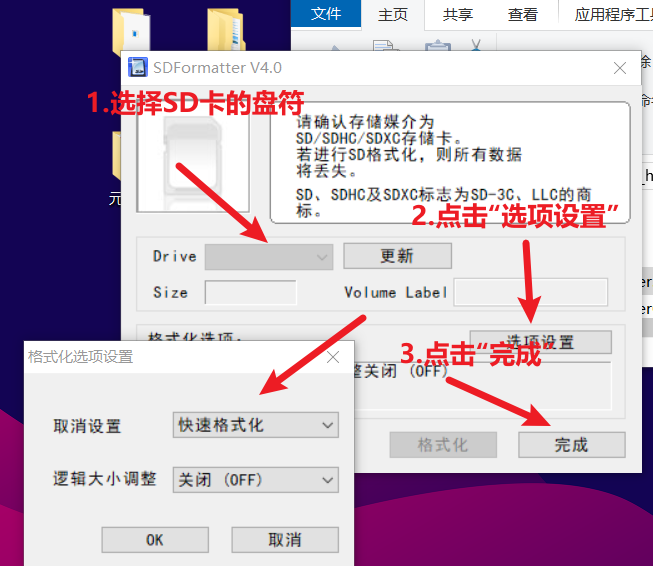 文件 主页 共享 查看 应用程序工具
SDFormatter V4.0
1.选择SD卡的盘符
请确认存储媒介为
SD/SDHC/SDXC存储卡。
若进行SD格式化，则所有数据
将丢失。
SD、SDHC及SDXC标志为SD-3C、LLC的商
标。
2.点击“选项设置”
Drive 更新
Size Volume Label
格式化选项：
选项设置
3.点击“完成”
整关闭 (OFF)
格式化 完成
格式化选项设置
取消设置 快速格式化
逻辑大小调整 关闭 (OFF)
OK 取消